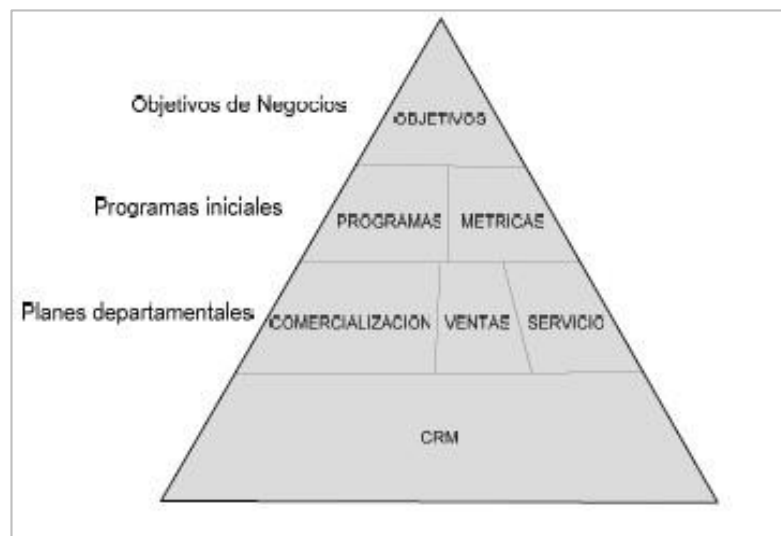 Objetivos de Negocios
OBJETIVOS
Programas iniciales
PROGRAMAS
METRICAS
Planes departamentales
COMERCIALIZACION
VENTAS
SERVICIO
CRM